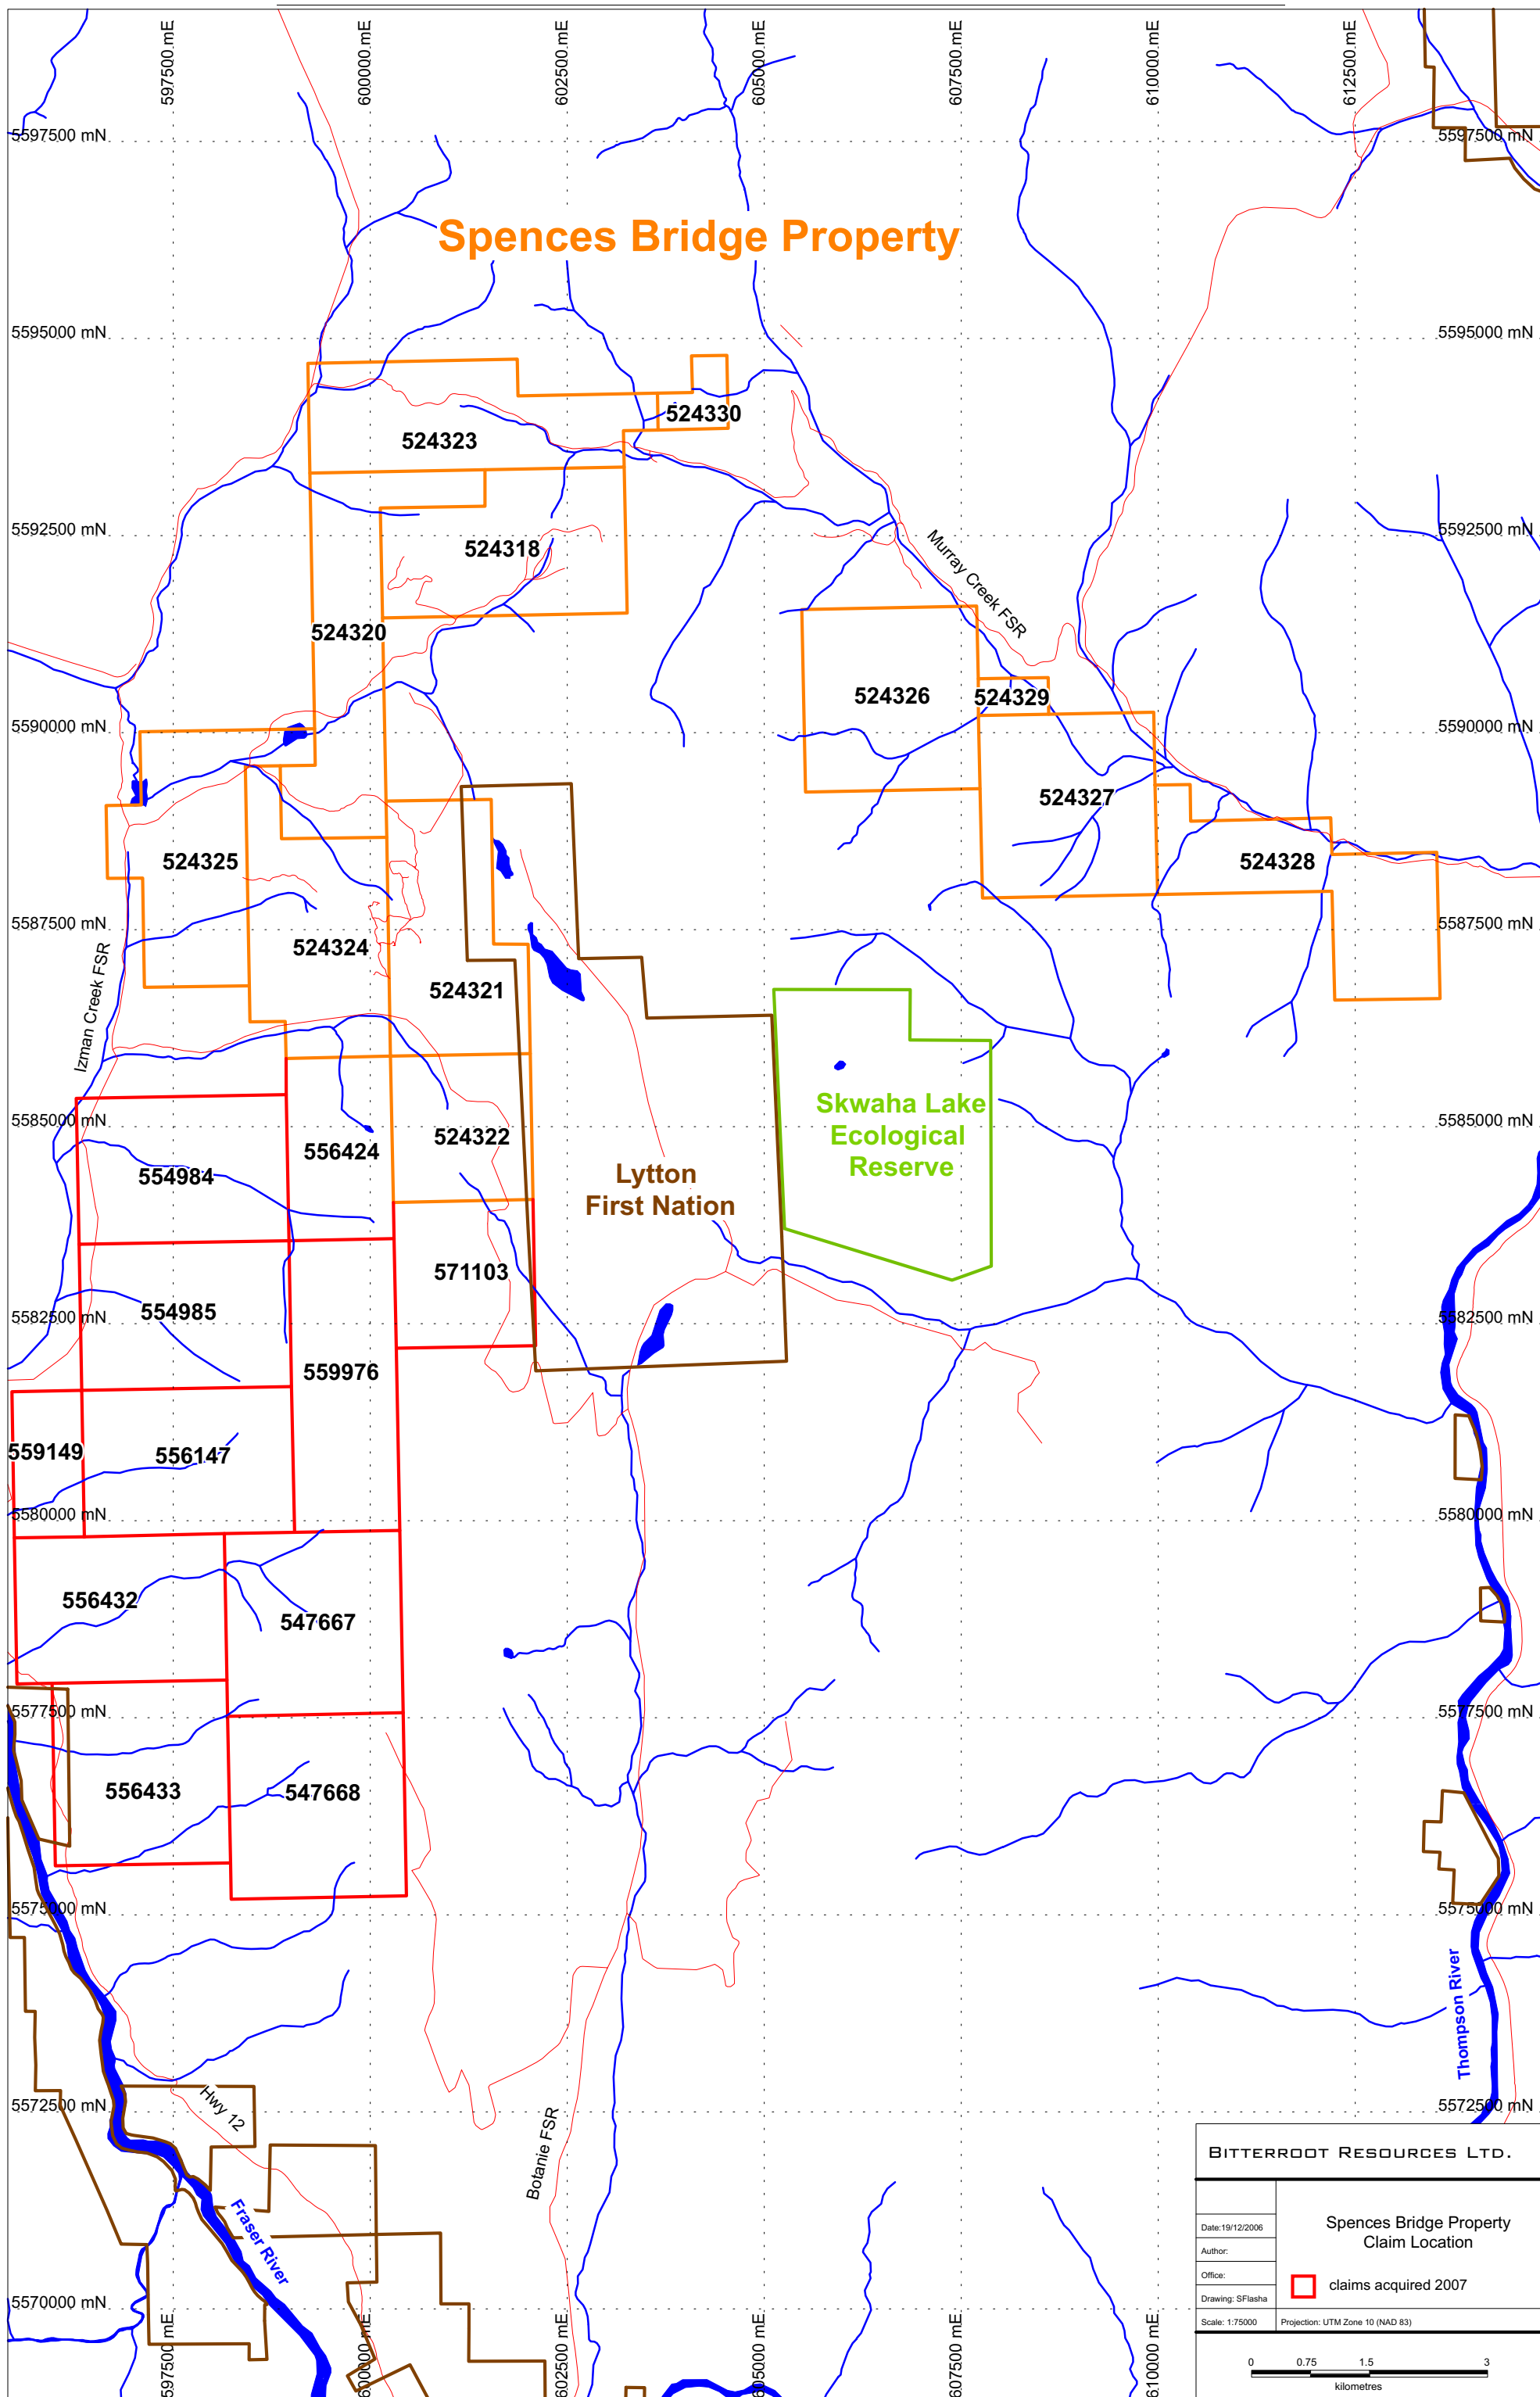 597500.mE
600000.mE
602500.mE
605000.mE
607500.mE
610000.mE
612500.mE
5597500 mN
5597500 mN
Spences Bridge Property
5595000 mN
5595000 mN
524330
524323
5592500 mN
5592500 mN
524318
Murray Creek FSR
524320
524326
524329
5590000 mN
5590000 mN
524327
524325
524328
5587500 mN
5587500 mN
524324
Izman Creek FSR
524321
Skwaha Lake
Ecological
Reserve
5585000 mN
5585000 mN
524322
556424
554984
Lytton
First Nation
571103
554985
5582500 mN
5582500 mN
559976
559149
556147
5580000 mN
5580000 mN
556432
547667
5577500 mN
5577500 mN
556433
547668
5575000 mN
5575000 mN
Thompson River
Hwy 12
5572500 mN
5572500 mN
Botanie FSR
Fraser River
5570000 mN
597500 mE
600000 mE
602500 mE
605000 mE
607500 mE
610000 mE
BITTERROOT RESOURCES LTD.
Date:19/12/2006
Author:
Office:
Drawing: SFlasha
Scale: 1:75000
Spences Bridge Property
Claim Location
claims acquired 2007
Projection: UTM Zone 10 (NAD 83)
0 0.75 1.5 3
kilometres